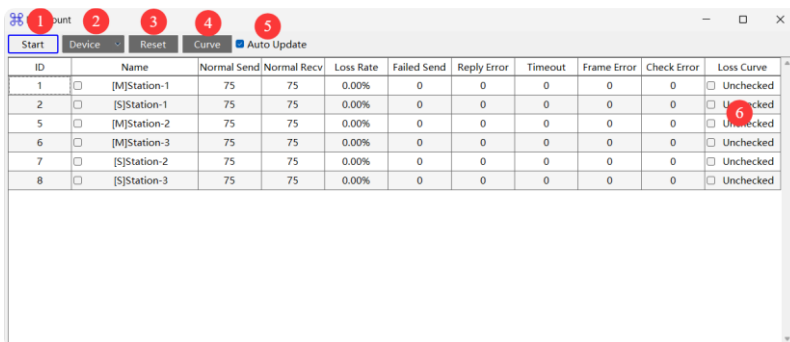 1 2 3 4 5
ount
Start Device Reset Curve Auto Update
ID Name Normal Send Normal Recv Loss Rate Failed Send Reply Error Timeout Frame Error Check Error Loss Curve
1 [M]Station-1 75 75 0.00% 0 0 0 0 0 Unchecked
2 [S]Station-1 75 75 0.00% 0 0 0 0 0
5 [M]Station-2 75 75 0.00% 0 0 0 0 0 Unchecked
6
6 [M]Station-3 75 75 0.00% 0 0 0 0 0 Unchecked
7 [S]Station-2 75 75 0.00% 0 0 0 0 0 Unchecked
8 [S]Station-3 75 75 0.00% 0 0 0 0 0 Unchecked